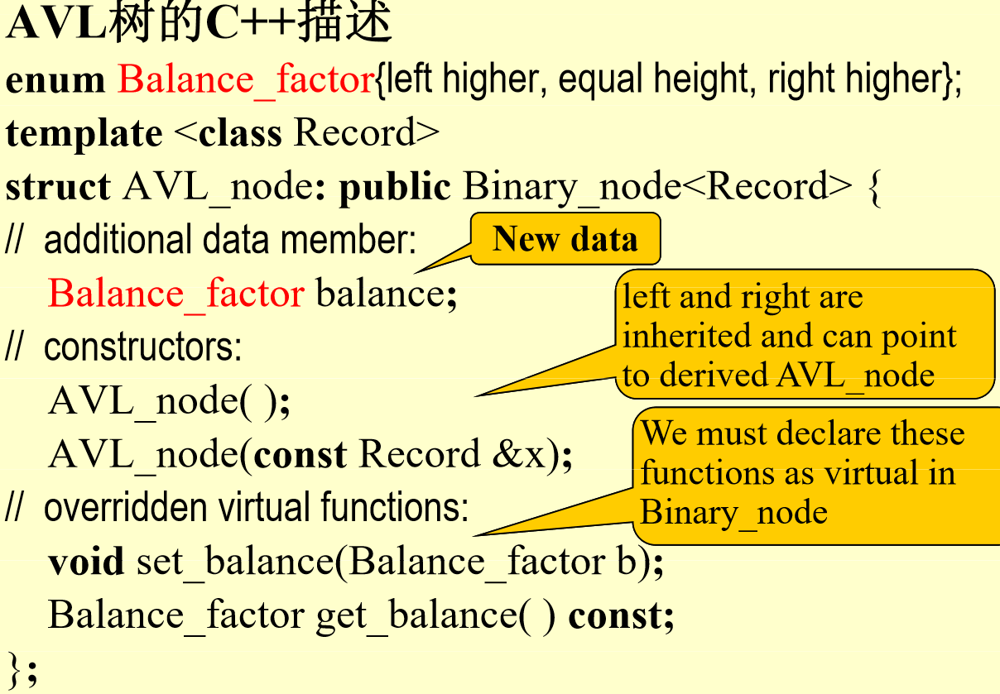 AVL树的C++描述
enum Balance_factor{left higher, equal height, right higher};
template <class Record>
struct AVL_node: public Binary_node<Record> {
// additional data member:
New data
Balance_factor balance;
left and right are
inherited and can point
to derived AVL_node
// constructors:
AVL_node( );
AVL_node(const Record &x);
We must declare these
functions as virtual in
Binary_node
// overridden virtual functions:
void set_balance(Balance_factor b);
Balance_factor get_balance( ) const;
};